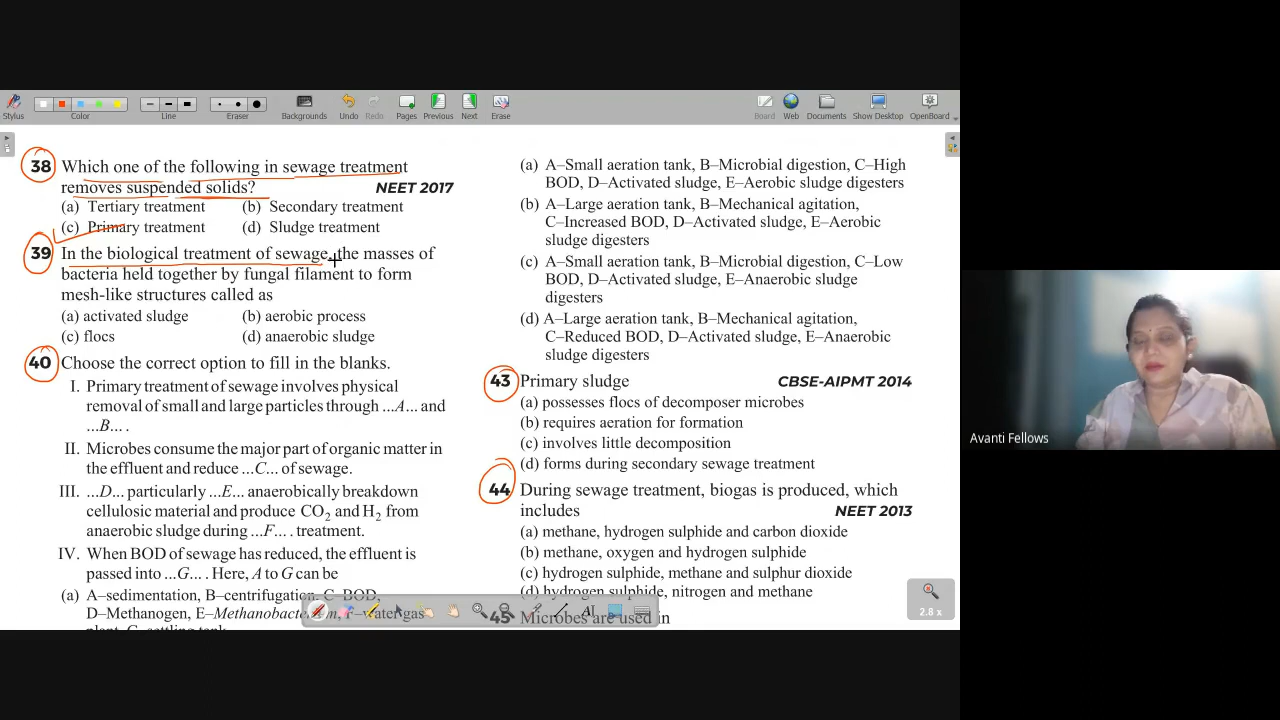 Stylus
Color
Line
Eraser
Backgrounds
Undo
Redo
Pages
Previous
Next
Erase
Board
Web
Documents
Show Desktop
OpenBoard
38 Which one of the following in sewage treatment
removes suspended solids? NEET 2017
(a) Tertiary treatment (b) Secondary treatment
(c) Primary treatment (d) Sludge treatment
39 In the biological treatment of sewage, the masses of
bacteria held together by fungal filament to form
mesh-like structures called as
(a) activated sludge (b) aerobic process
(c) flocs (d) anaerobic sludge
40 Choose the correct option to fill in the blanks.
I. Primary treatment of sewage involves physical
removal of small and large particles through ...A... and
...B... .
II. Microbes consume the major part of organic matter in
the effluent and reduce ...C... of sewage.
III. ...D... particularly ...E... anaerobically breakdown
cellulosic material and produce CO2 and H2 from
anaerobic sludge during ...F... . treatment.
IV. When BOD of sewage has reduced, the effluent is
passed into ...G... . Here, A to G can be
(a) A–sedimentation, B–centrifugation, C–BOD,
D–Methanogen, E–Methanobacterium, F–Water gas
(a) A–Small aeration tank, B–Microbial digestion, C–High
BOD, D–Activated sludge, E–Aerobic sludge digesters
(b) A–Large aeration tank, B–Mechanical agitation,
C–Increased BOD, D–Activated sludge, E–Aerobic
sludge digesters
(c) A–Small aeration tank, B–Microbial digestion, C–Low
BOD, D–Activated sludge, E–Anaerobic sludge
digesters
(d) A–Large aeration tank, B–Mechanical agitation,
C–Reduced BOD, D–Activated sludge, E–Anaerobic
sludge digesters
43 Primary sludge CBSE-AIPMT 2014
(a) possesses flocs of decomposer microbes
(b) requires aeration for formation
(c) involves little decomposition
(d) forms during secondary sewage treatment
44 During sewage treatment, biogas is produced, which
includes NEET 2013
(a) methane, hydrogen sulphide and carbon dioxide
(b) methane, oxygen and hydrogen sulphide
(c) hydrogen sulphide, methane and sulphur dioxide
(d) hydrogen sulphide, nitrogen and methane
45 Microbes are used in
2.8 x
Avanti Fellows